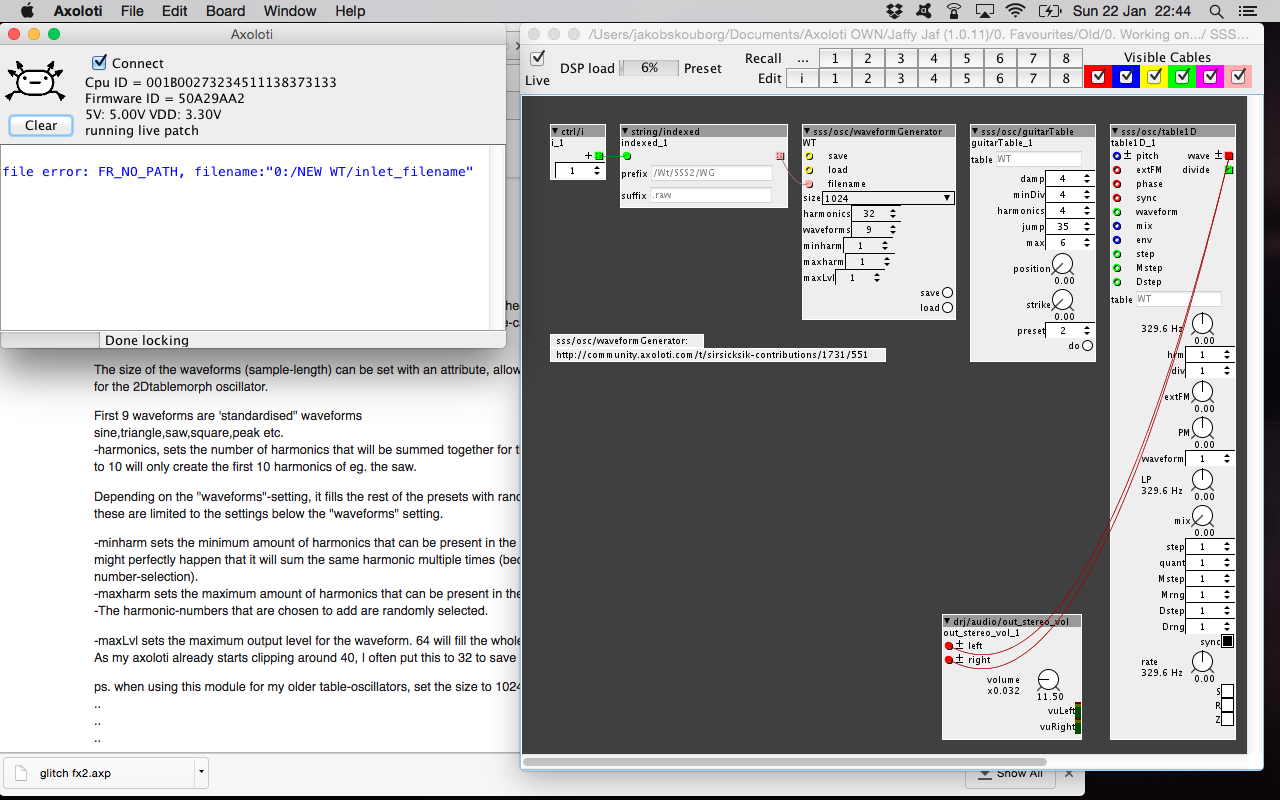 Axoloti File Edit Board Window Help Sun 22 Jan 22:44
Axoloti
Connect
Cpu ID = 001B00273234511138373133
Firmware ID = 50A29AA2
5V: 5.00V VDD: 3.30V
Clear
running live patch
file error: FR_NO_PATH, filename:"0:/NEW WT/inlet_filename"
Done locking
The size of the waveforms (sample-length) can be set with an attribute, allow
for the 2Dtablemorph oscillator.
First 9 waveforms are 'standardised" waveforms
sine,triangle,saw,square,peak etc.
-harmonics, sets the number of harmonics that will be summed together for t
to 10 will only create the first 10 harmonics of eg. the saw.
Depending on the "waveforms"-setting, it fills the rest of the presets with rand
these are limited to the settings below the "waveforms" setting.
-minharm sets the minimum amount of harmonics that can be present in the
might perfectly happen that it will sum the same harmonic multiple times (bec
number-selection).
-maxharm sets the maximum amount of harmonics that can be present in the
-The harmonic-numbers that are chosen to add are randomly selected.
-maxLvl sets the maximum output level for the waveform. 64 will fill the whole
As my axoloti already starts clipping around 40, I often put this to 32 to save
ps. when using this module for my older table-oscillators, set the size to 1024
..
..
..
glitch fx2.axp
Show All
/Users/jakobskouborg/Documents/Axoloti OWN/Jaffy Jaf (1.0.11)/0. Favourites/Old/0. Working on.../ SSS...
Live
DSP load 6% Preset
Recall ... 1 2 3 4 5 6 7 8
Edit i 1 2 3 4 5 6 7 8
Visible Cables
ctrl/i
i_1
+
1
string/indexed
indexed_1
prefix /Wt/SSS2/WG
suffix .raw
sss/osc/waveformGenerator
WT
save
load
filename
size 1024
harmonics 32
waveforms 9
minharm 1
maxharm 1
maxLvl 1
save
load
sss/osc/waveformGenerator:
http://community.axoloti.com/t/sirsicksik-contributions/1731/551
sss/osc/guitarTable
guitarTable_1
table WT
damp 4
minDiv 4
harmonics 4
jump 35
max 6
position
0.00
strike
0.00
preset 2
do
sss/osc/table1D
table1D_1
± pitch wave ±
extFM divide
phase
sync
waveform
mix
env
step
Mstep
Dstep
table WT
329.6 Hz
0.00
hrm 1
div 1
extFM
0.00
PM
0.00
waveform 1
LP
329.6 Hz
0.00
mix
0.00
step 1
quant 1
Mstep 1
Mrng 1
Dstep 1
Drng 1
sync
rate
329.6 Hz
0.00
S
R
Z
drj/audio/out_stereo_vol
out_stereo_vol_1
± left
± right
volume
x0.032
11.50
vuLeft
vuRight